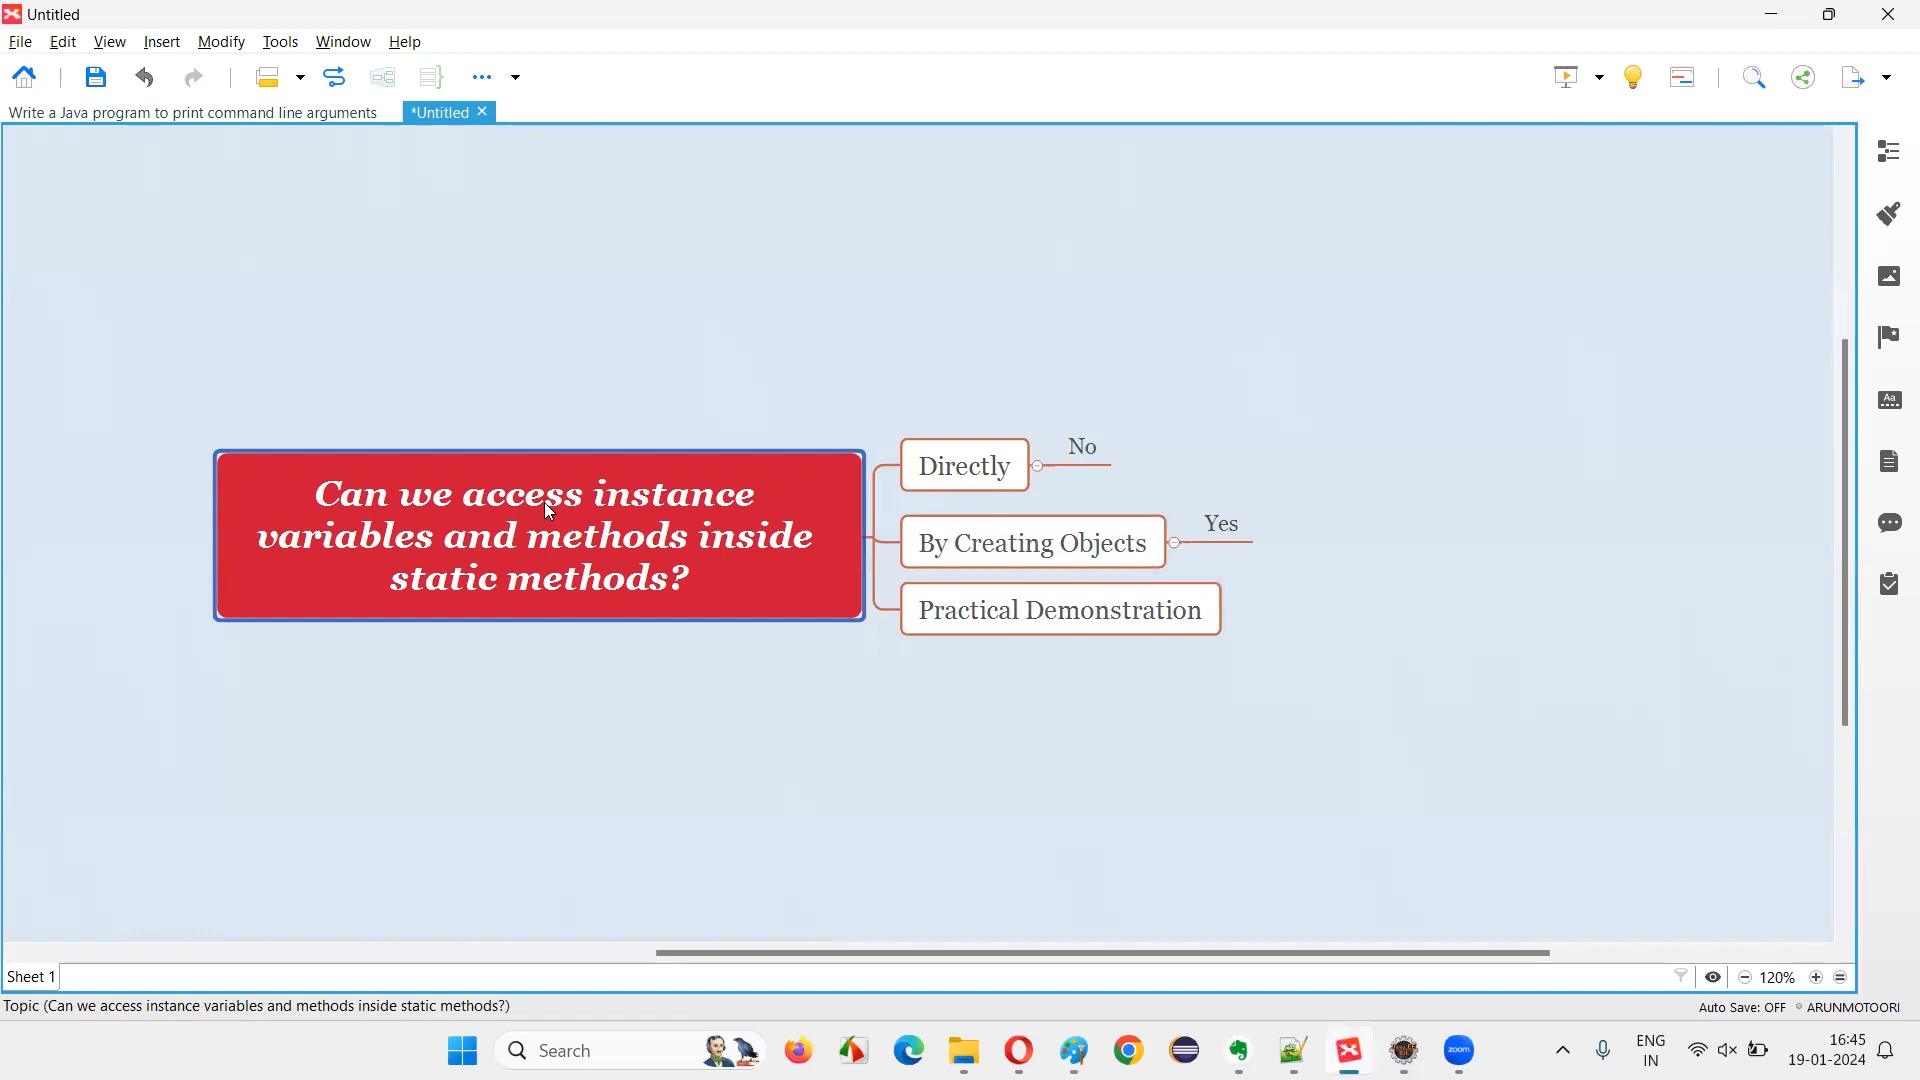 Untitled
File Edit View Insert Modify Tools Window Help
Write a Java program to print command line arguments *Untitled
Can we access instance
variables and methods inside
static methods?
Directly
No
By Creating Objects
Yes
Practical Demonstration
Aa
Sheet 1
120%
Topic (Can we access instance variables and methods inside static methods?)
Auto Save: OFF ARUNMOTOORI
Search
zoom
ENG
IN
16:45
19-01-2024